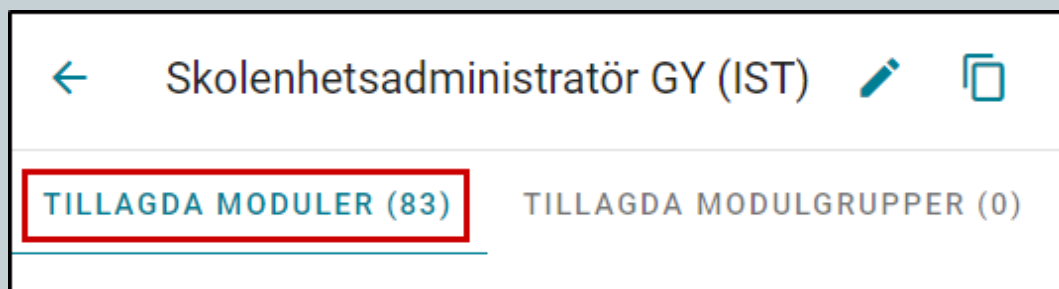 Skolenhetsadministratör GY (IST)
TILLAGDA MODULER (83) TILLAGDA MODULGRUPPER (0)